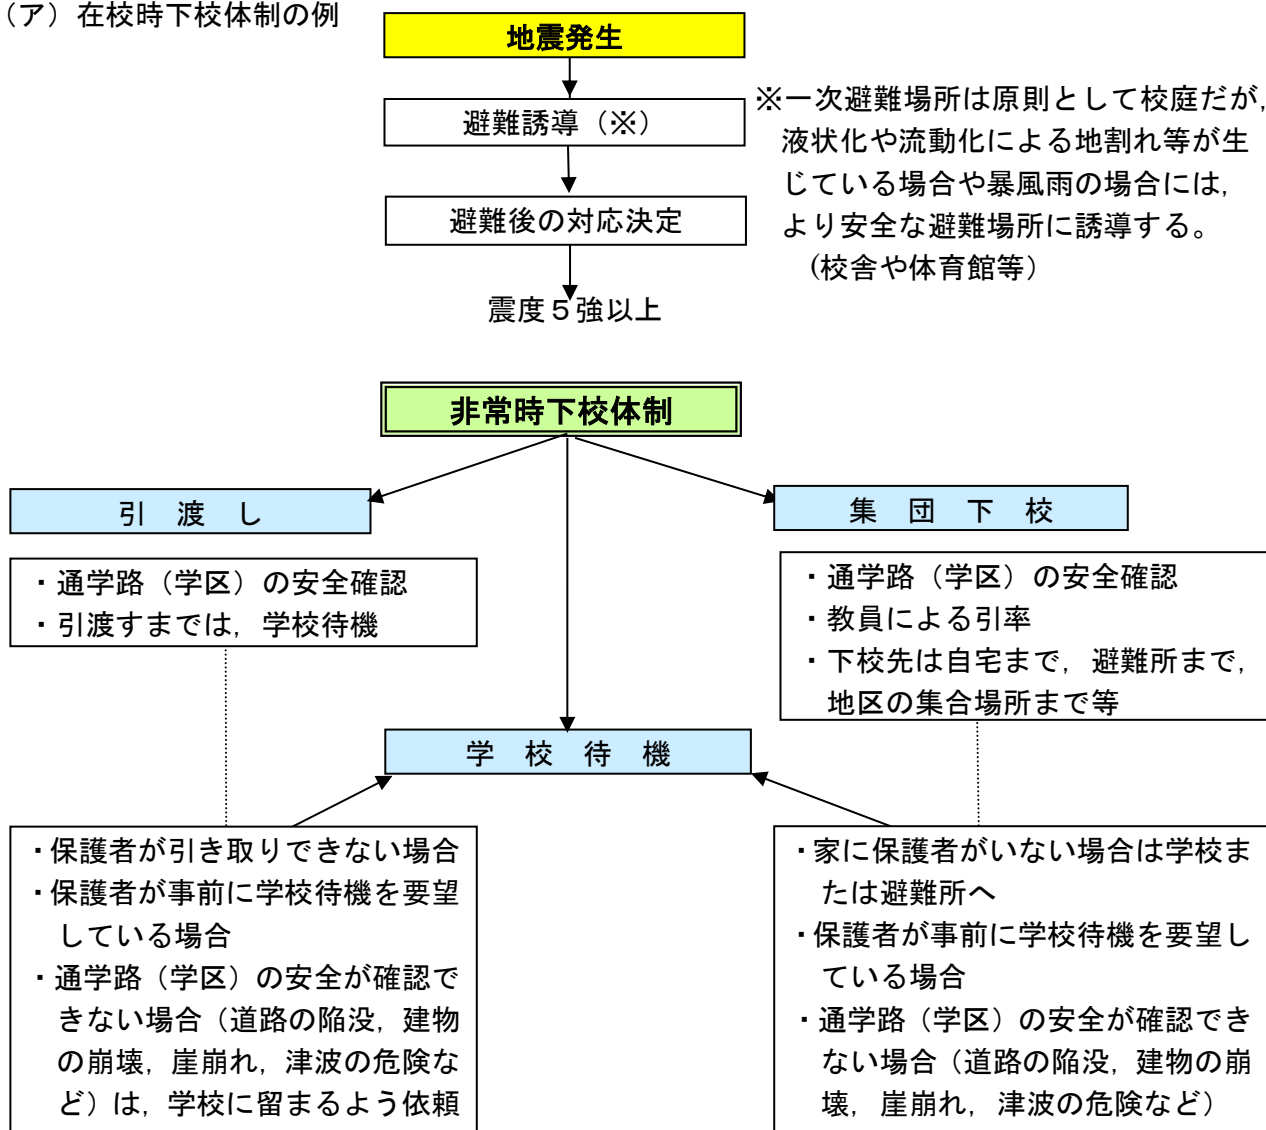 （ア）在校時下校体制の例
地震発生
避難誘導（※）
※一次避難場所は原則として校庭だが，
液状化や流動化による地割れ等が生
じている場合や暴風雨の場合には，
より安全な避難場所に誘導する。
（校舎や体育館等）
避難後の対応決定
震度５強以上
非常時下校体制
引　渡　し
・通学路（学区）の安全確認
・引渡すまでは，学校待機
集　団　下　校
・通学路（学区）の安全確認
・教員による引率
・下校先は自宅まで，避難所まで，
地区の集合場所まで等
学　校　待　機
・保護者が引き取りできない場合
・保護者が事前に学校待機を要望
している場合
・通学路（学区）の安全が確認で
きない場合（道路の陥没，建物
の崩壊，崖崩れ，津波の危険な
ど）は，学校に留まるよう依頼
・家に保護者がいない場合は学校ま
たは避難所へ
・保護者が事前に学校待機を要望し
ている場合
・通学路（学区）の安全が確認でき
ない場合（道路の陥没，建物の崩
壊，崖崩れ，津波の危険など）